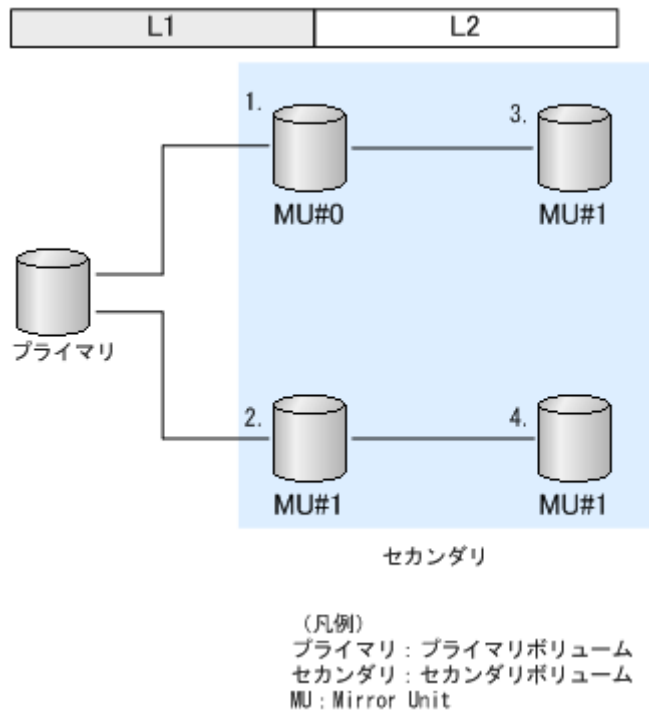 L1 L2
1. 3.
MU#0 MU#1
プライマリ
2. 4.
MU#1 MU#1
セカンダリ
（凡例）
プライマリ：プライマリボリューム
セカンダリ：セカンダリボリューム
MU：Mirror Unit